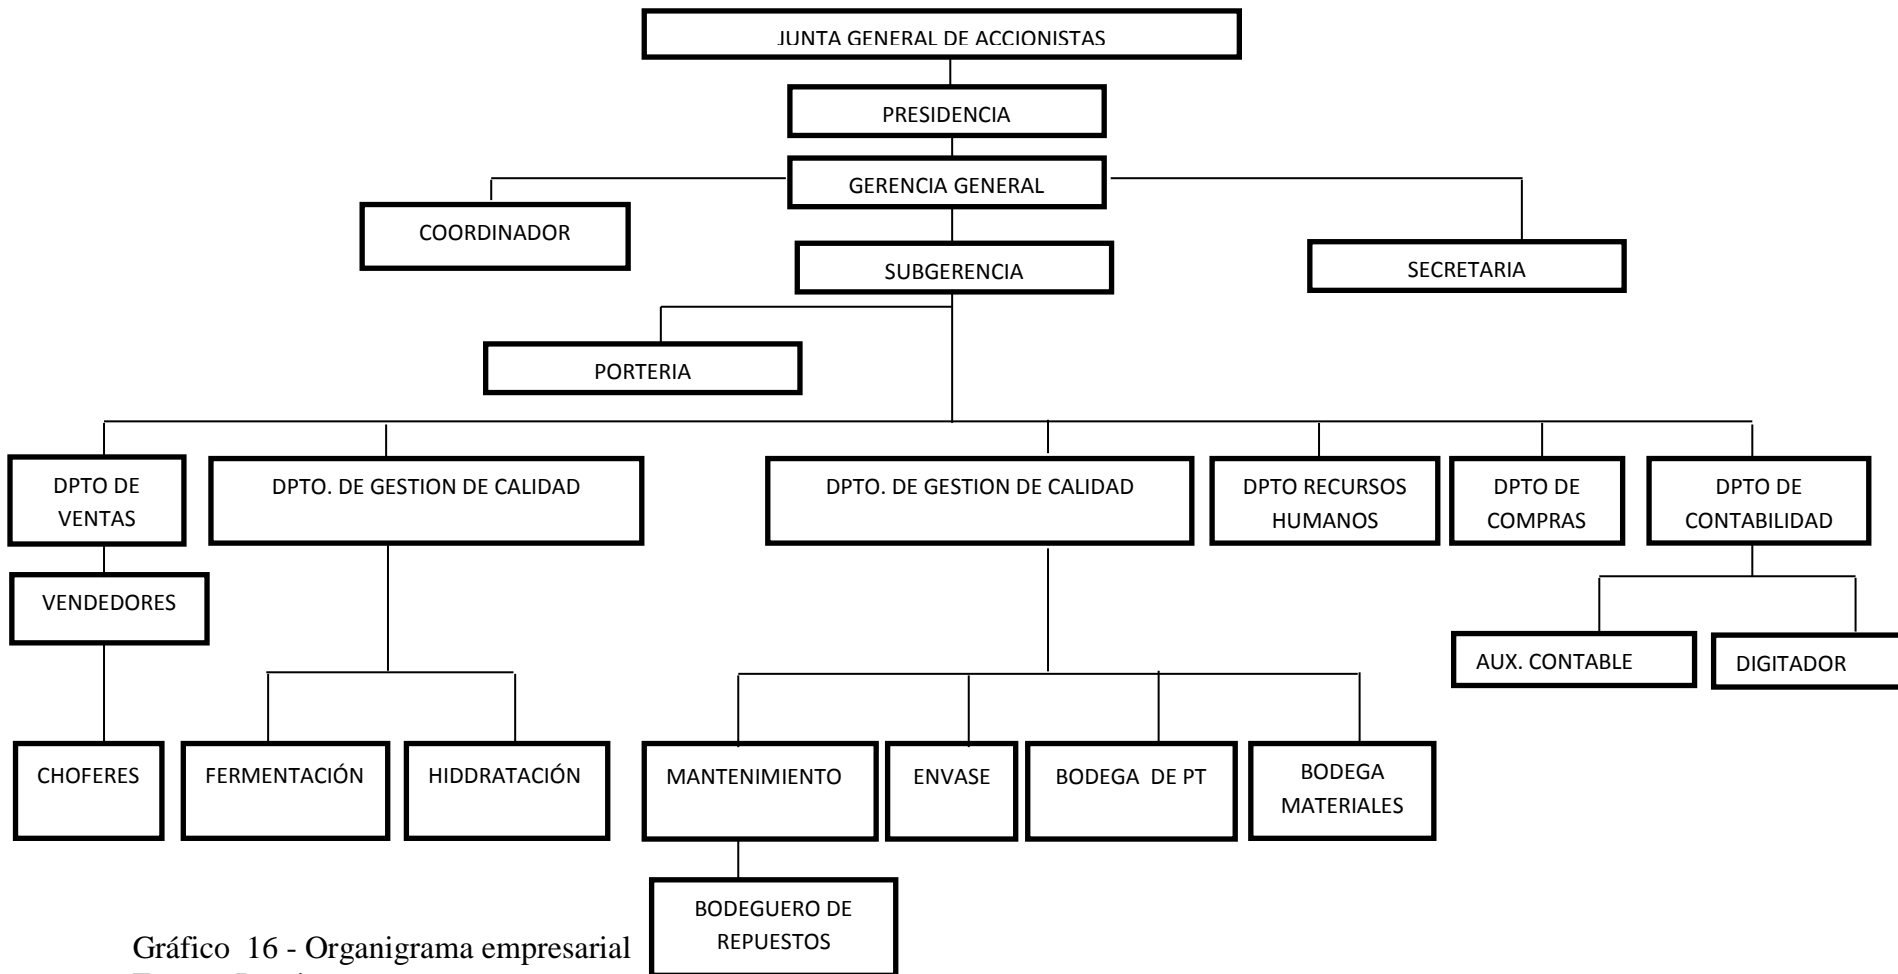 JUNTA GENERAL DE ACCIONISTAS
PRESIDENCIA
GERENCIA GENERAL
COORDINADOR
SUBGERENCIA
SECRETARIA
PORTERIA
DPTO DE
VENTAS
DPTO. DE GESTION DE CALIDAD
DPTO. DE GESTION DE CALIDAD
DPTO RECURSOS
HUMANOS
DPTO DE
COMPRAS
DPTO DE
CONTABILIDAD
VENDEDORES
AUX. CONTABLE
DIGITADOR
CHOFERES
FERMENTACIÓN
HIDDRATACIÓN
MANTENIMIENTO
ENVASE
BODEGA DE PT
BODEGA
MATERIALES
BODEGUERO DE
REPUESTOS
Gráfico 16 - Organigrama empresarial